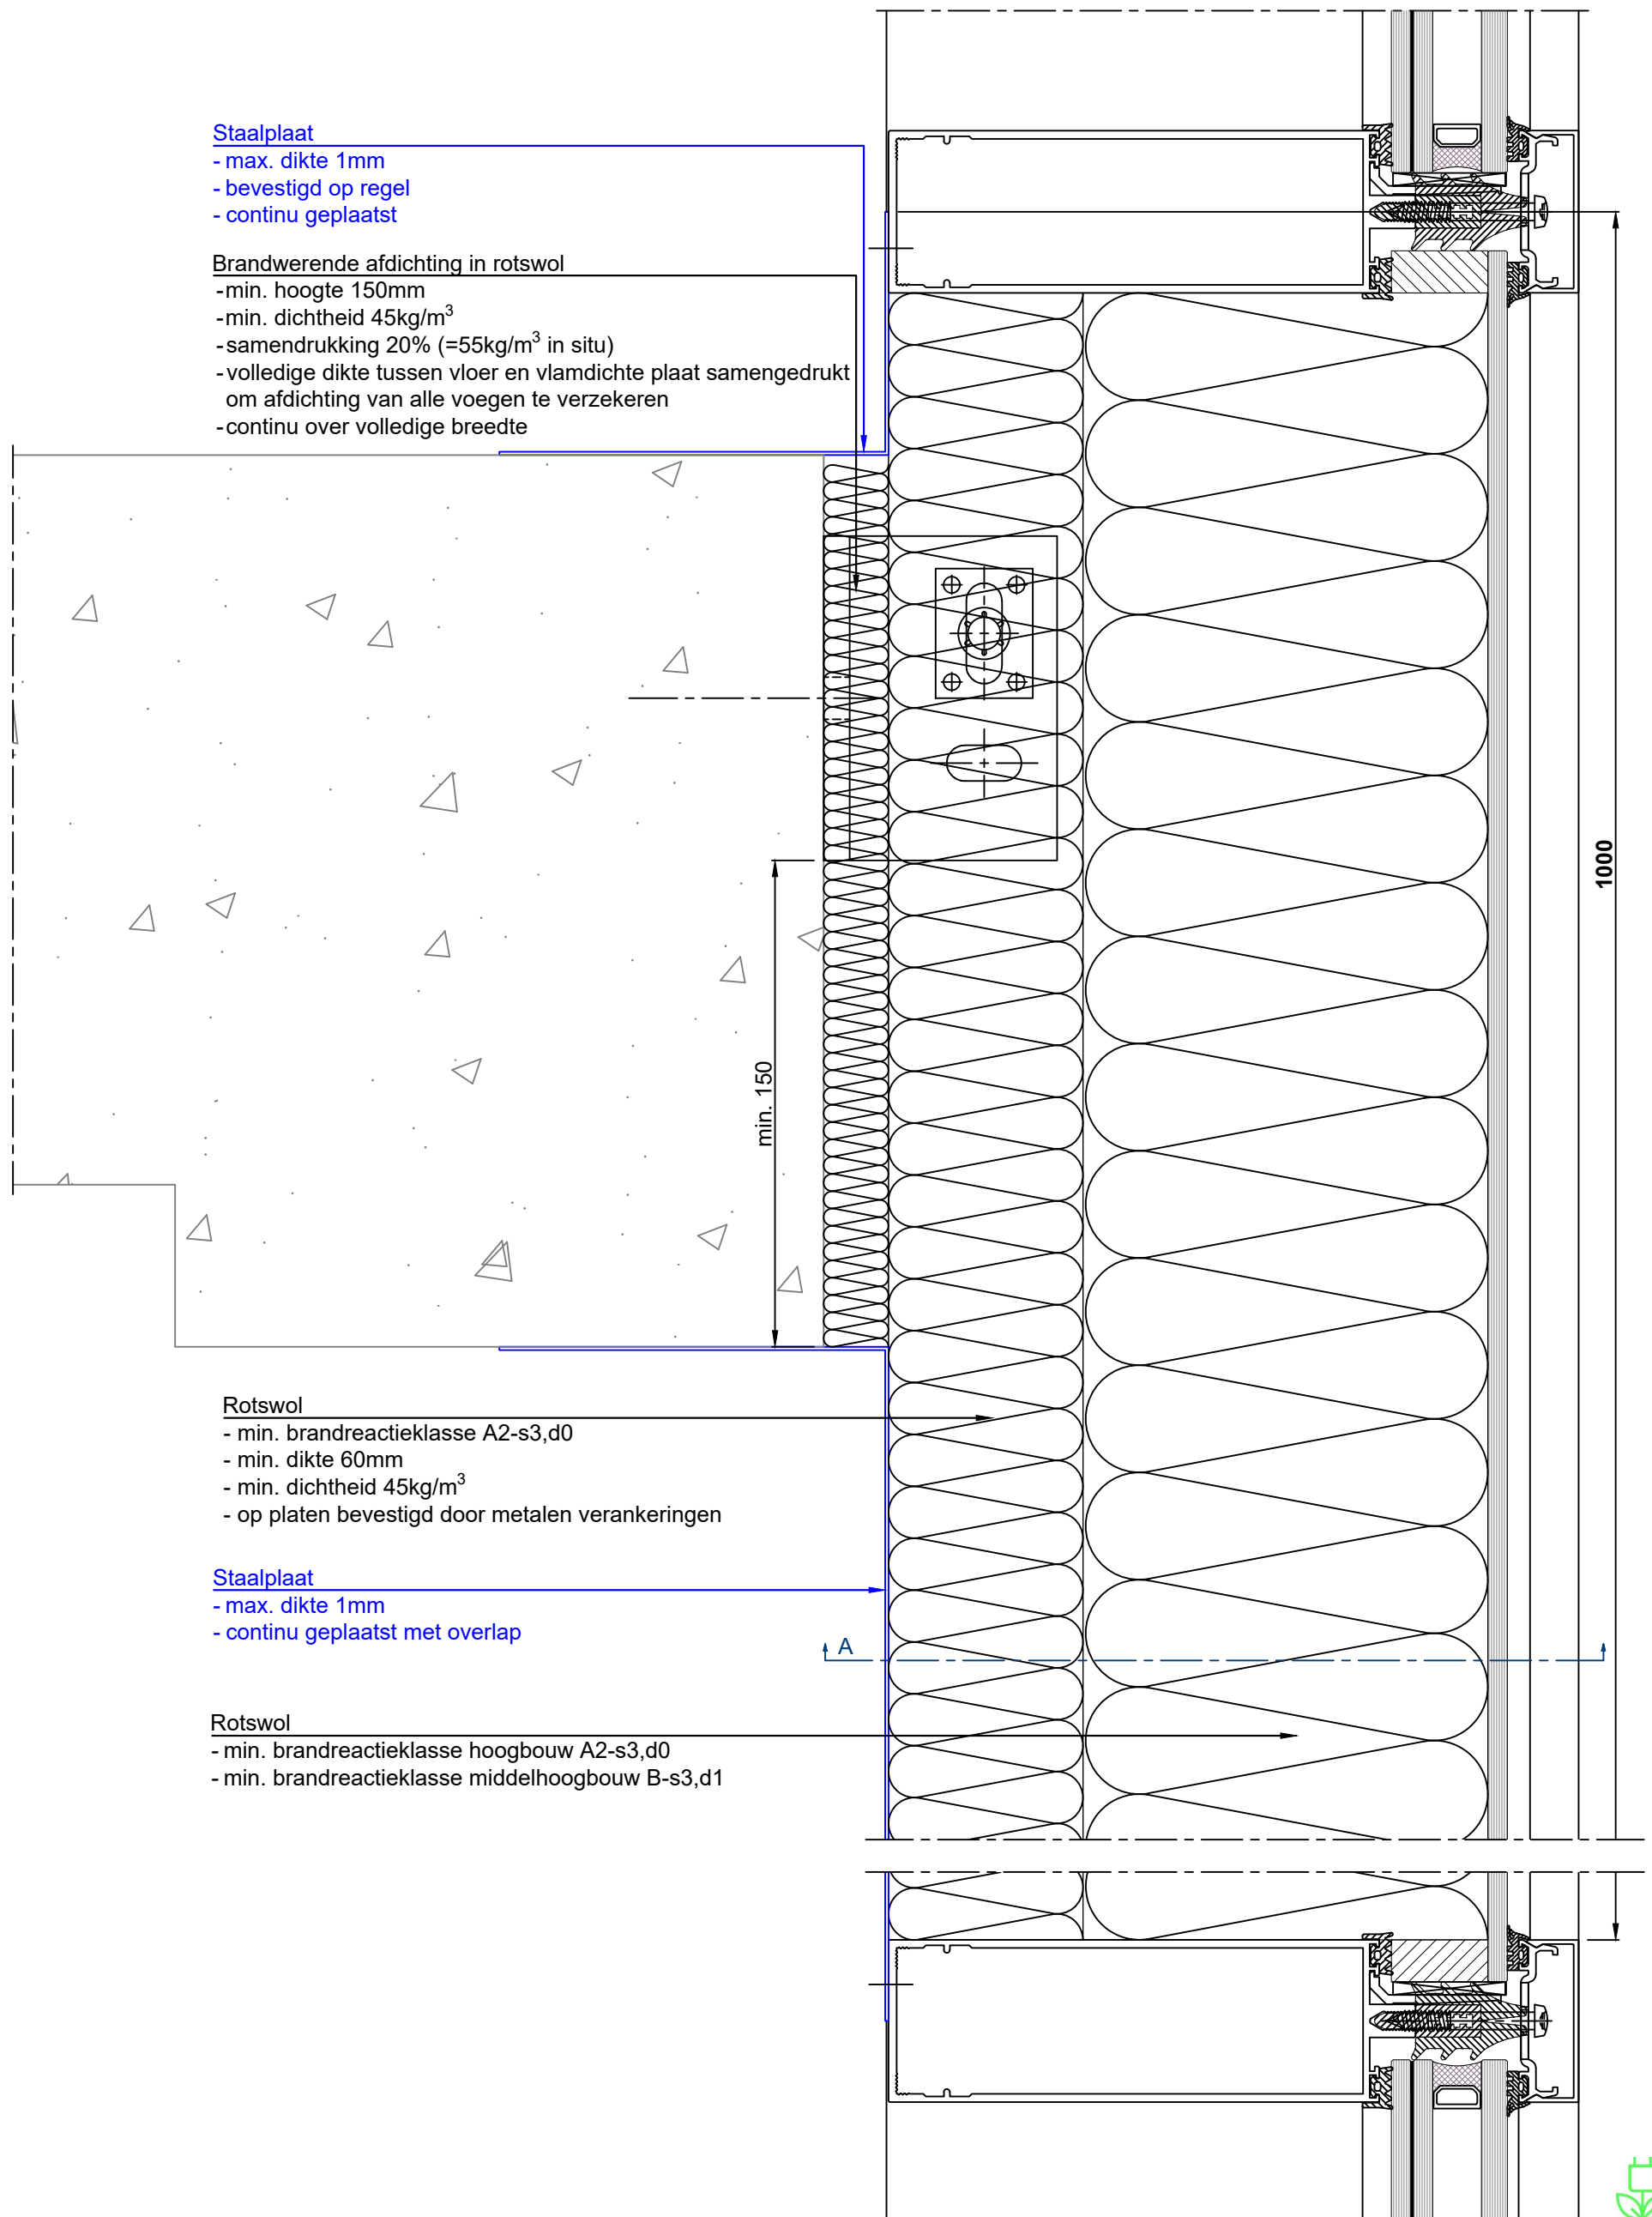 Staalplaat
- max. dikte 1mm
- bevestigd op regel
- continu geplaatst
Brandwerende afdichting in rotswol
-min. hoogte 150mm
-min. dichtheid 45kg/m³
-samendrukking 20% (=55kg/m³ in situ)
-volledige dikte tussen vloer en vlamdichte plaat samengedrukt
om afdichting van alle voegen te verzekeren
-continu over volledige breedte
1000
min. 150
Rotswol
- min. brandreactieklasse A2-s3,d0
- min. dikte 60mm
- min. dichtheid 45kg/m³
- op platen bevestigd door metalen verankeringen
Staalplaat
- max. dikte 1mm
- continu geplaatst met overlap
A
Rotswol
- min. brandreactieklasse hoogbouw A2-s3,d0
- min. brandreactieklasse middelhoogbouw B-s3,d1